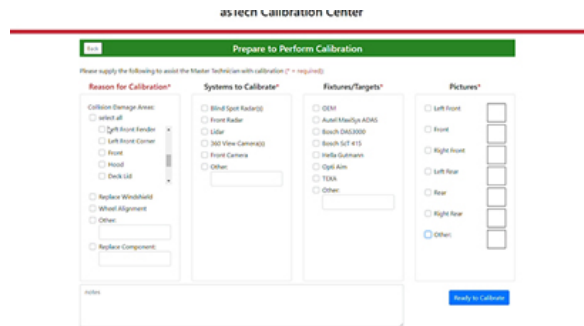 asTech Calibration Center
Back
Prepare to Perform Calibration
Please supply the following to assist the Master Technician with calibration (* = required):
Reason for Calibration*
Collision Damage Areas:
select all
Left Front Fender
Left Front Corner
Front
Hood
Deck Lid
Replace Windshield
Wheel Alignment
Other:
Replace Component:
Systems to Calibrate*
Blind Spot Radar(s)
Front Radar
Lidar
360 View Camera(s)
Front Camera
Other:
Fixtures/Targets*
OEM
Autel MaxiSys ADAS
Bosch DAS3000
Bosch SCT 415
Hella Gutmann
Opti Aim
TEXA
Other:
Pictures*
Left Front
Front
Right Front
Left Rear
Rear
Right Rear
Other:
notes
Ready to Calibrate